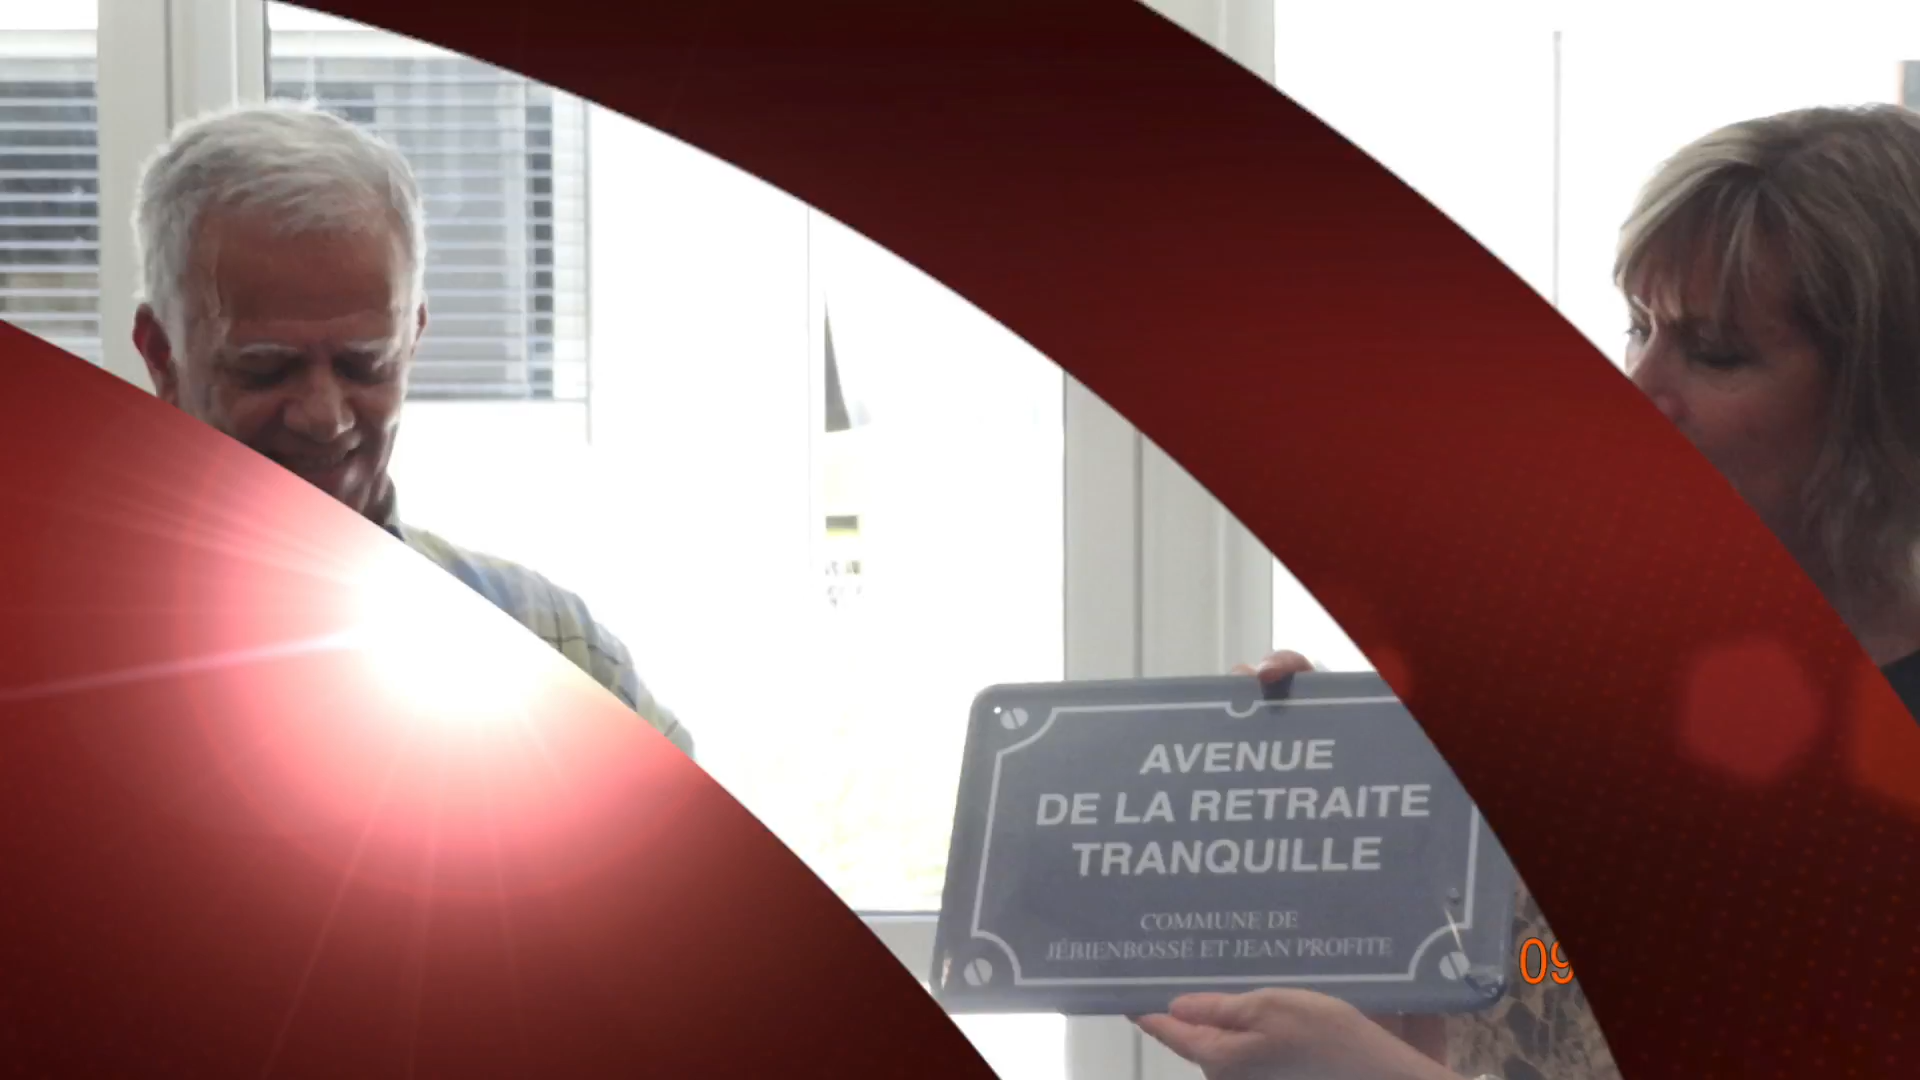 AVENUE
DE LA RETRAITE
TRANQUILLE
COMMUNE DE
JÉBIENBOSSÉ ET JEAN PROFITE
09